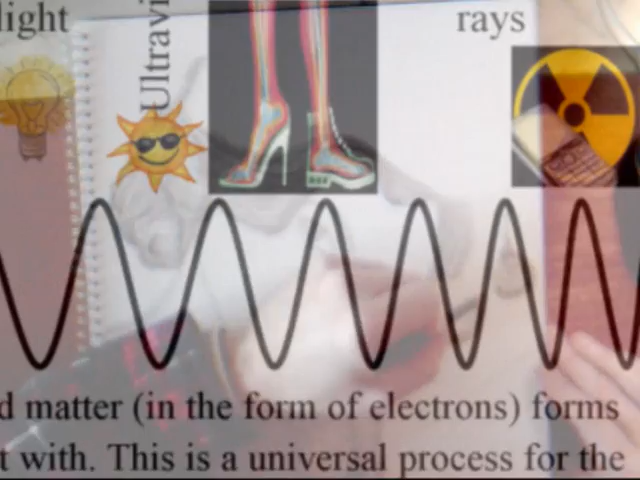 light
rays
Ultravi
d matter (in the form of electrons) forms
t with. This is a universal process for the